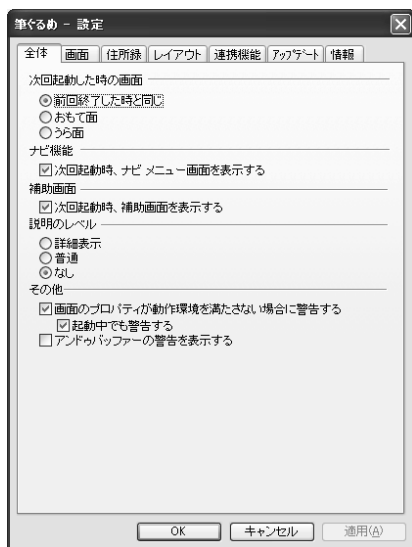 筆ぐるめ - 設定
全体 画面 住所録 レイアウト 連携機能 アップデート 情報
次回起動した時の画面
前回終了した時と同じ
おもて面
うら面
ナビ機能
次回起動時、ナビ メニュー画面を表示する
補助画面
次回起動時、補助画面を表示する
説明のレベル
詳細表示
普通
なし
その他
画面のプロパティが動作環境を満たさない場合に警告する
起動中でも警告する
アンドゥバッファーの警告を表示する
OK キャンセル 適用(A)